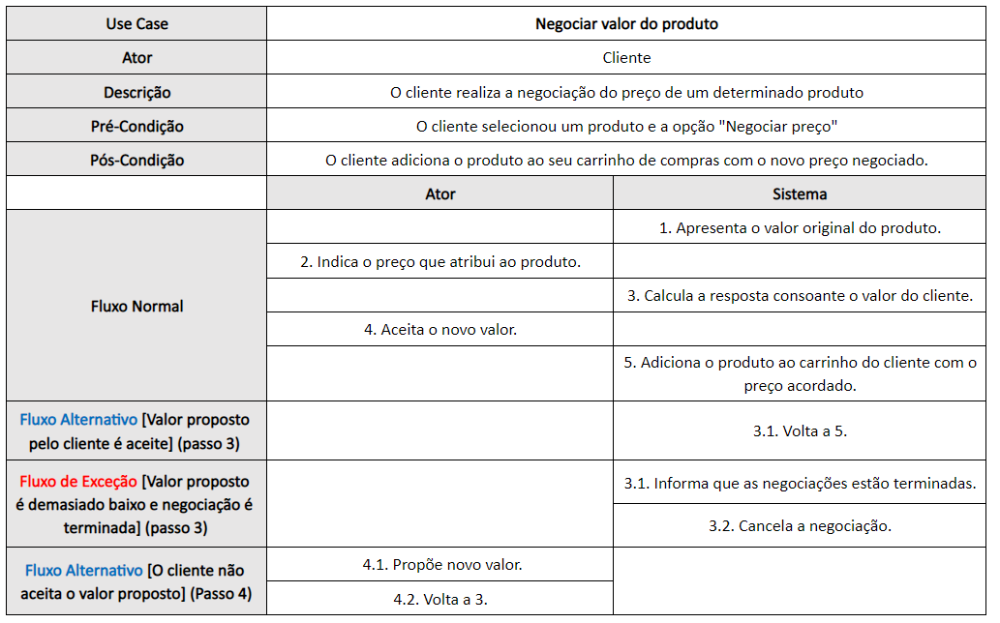 Use Case
Negociar valor do produto
Ator
Cliente
Descrição
O cliente realiza a negociação do preço de um determinado produto
Pré-Condição
O cliente selecionou um produto e a opção "Negociar preço"
Pós-Condição
O cliente adiciona o produto ao seu carrinho de compras com o novo preço negociado.
Ator
Sistema
Fluxo Normal
1. Apresenta o valor original do produto.
2. Indica o preço que atribui ao produto.
3. Calcula a resposta consoante o valor do cliente.
4. Aceita o novo valor.
5. Adiciona o produto ao carrinho do cliente com o
preço acordado.
Fluxo Alternativo [Valor proposto
pelo cliente é aceite] (passo 3)
3.1. Volta a 5.
Fluxo de Exceção [Valor proposto
é demasiado baixo e negociação é
terminada] (passo 3)
3.1. Informa que as negociações estão terminadas.
3.2. Cancela a negociação.
Fluxo Alternativo [O cliente não
aceita o valor proposto] (Passo 4)
4.1. Propõe novo valor.
4.2. Volta a 3.